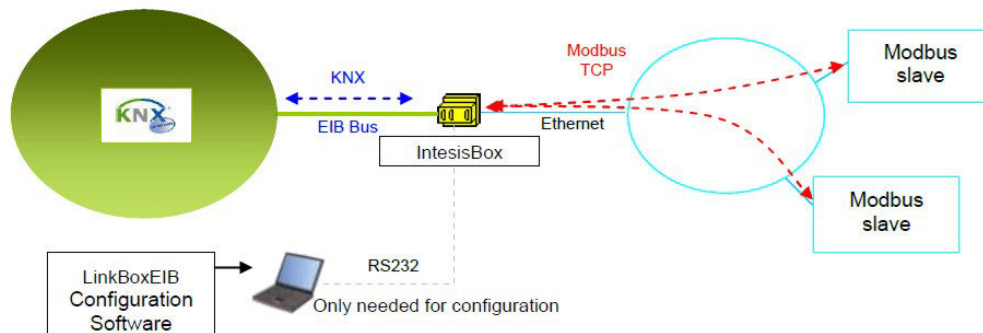 KNX
KNX
EIB Bus
IntesisBox
Modbus
TCP
Ethernet
Modbus
slave
Modbus
slave
LinkBoxEIB
Configuration
Software
RS232
Only needed for configuration